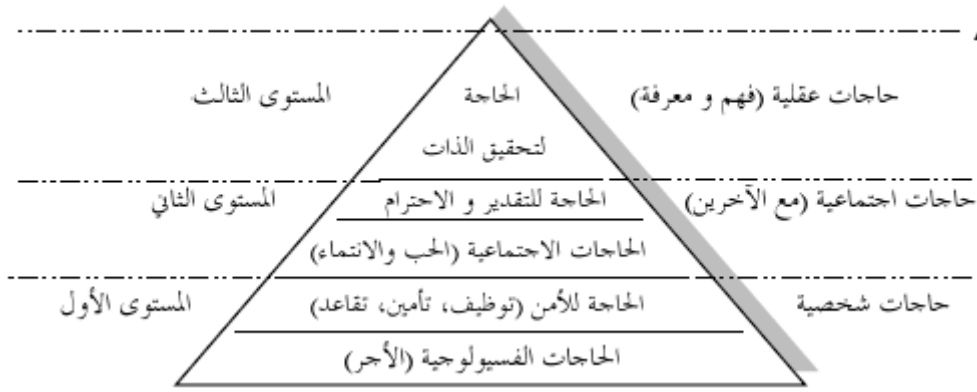 حاجات عقلية (فهم و معرفة) الحاجة المستوى الثالث
لتحقيق الذات
حاجات اجتماعية (مع الآخرين) الحاجة للتقدير و الاحترام المستوى الثاني
الحاجات الاجتماعية (الحب والانتماء)
حاجات شخصية الحاجة للأمن (توظيف، تأمين، تقاعد) المستوى الأول
الحاجات الفسيولوجية (الأجر)